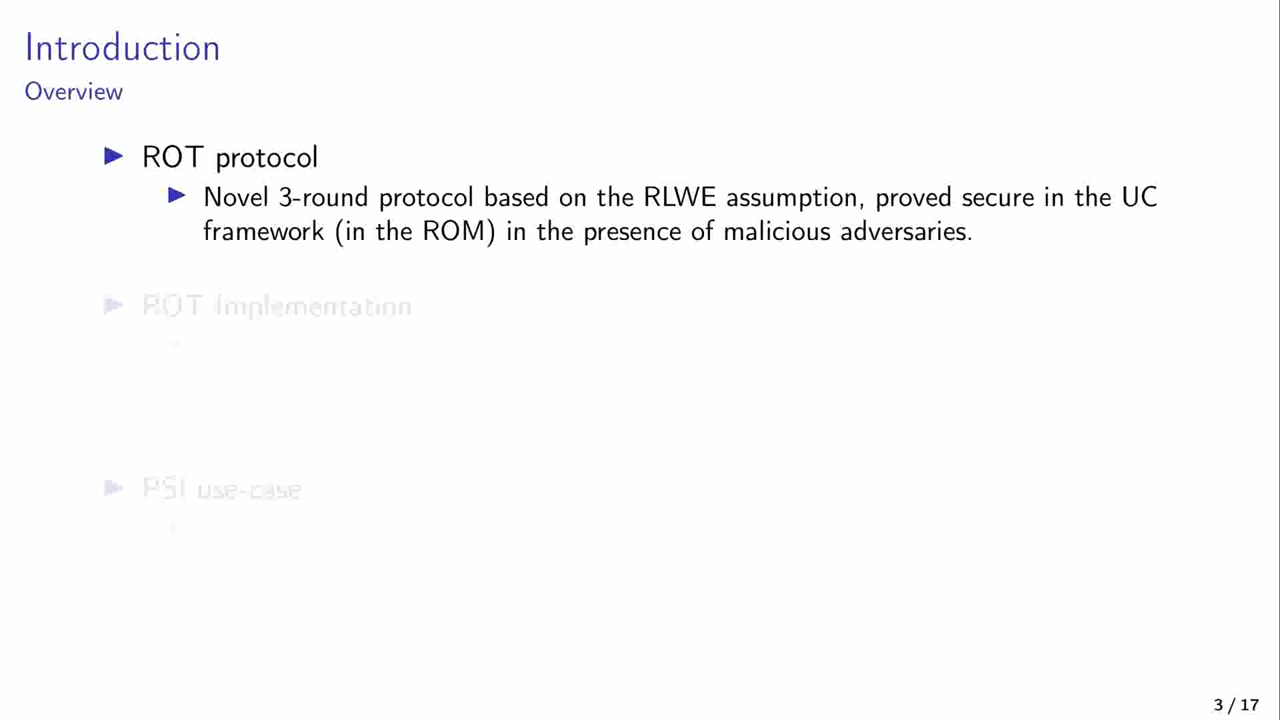 Introduction
Overview
ROT protocol
Novel 3-round protocol based on the RLWE assumption, proved secure in the UC
framework (in the ROM) in the presence of malicious adversaries.
ROT Implementation
PSI use-case
3 / 17